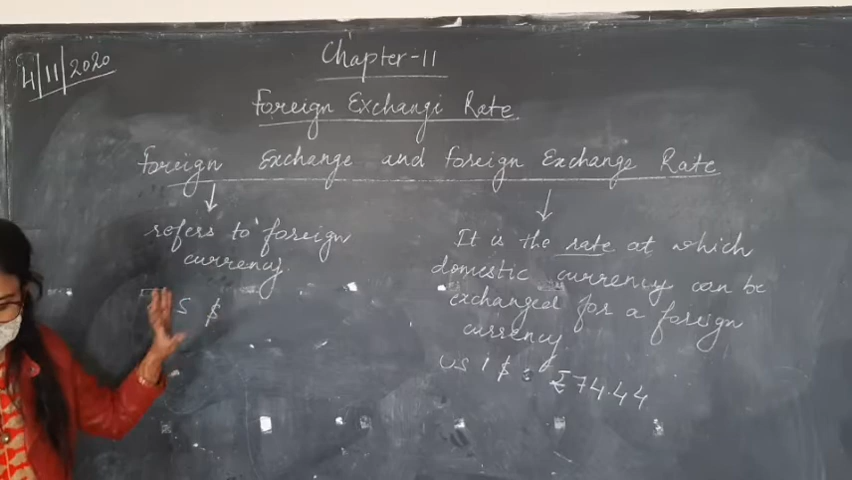 4/11/2020
Chapter-11
Foreign Exchangi Rate
Foreign Exchange and Foreign Exchange Rate
refers to foreign
currency.
S $
It is the rate at which
domestic currency can be
exchanged for a foreign
currency
US 1 $ = ₹74.44